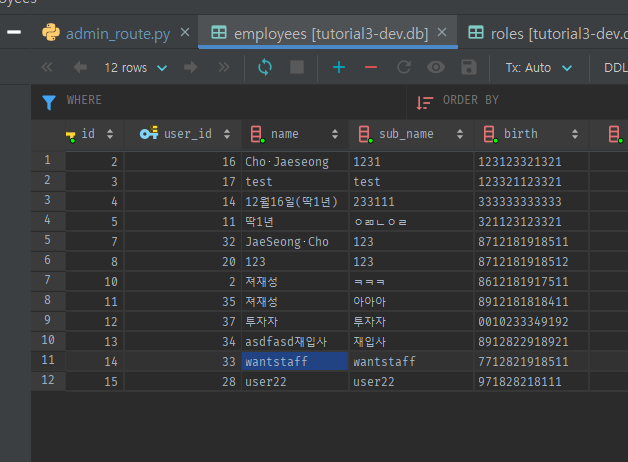 oyees
admin_route.py
employees [tutorial3-dev.db]
roles [tutorial3-dev.d
12 rows
Tx: Auto
DDL
WHERE
ORDER BY
id user_id name sub_name birth
1 2 16 Cho·Jaeseong 1231 123123321321
2 3 17 test test 123321123321
3 4 14 12월16일(딱1년) 233111 333333333333
4 5 11 딱1년 321123123321
5 7 32 JaeSeong·Cho 123 8712181918511
6 8 20 123 123 8712181918512
7 10 2 져재성 ㅋㅋㅋ 8612181917511
8 11 35 져재성 아아아 8912181818411
9 12 37 투자자 투자자 0010233349192
10 13 34 asdfasd재입사 재입사 8912822918921
11 14 33 wantstaff wantstaff 7712821918511
12 15 28 user22 user22 971828218111